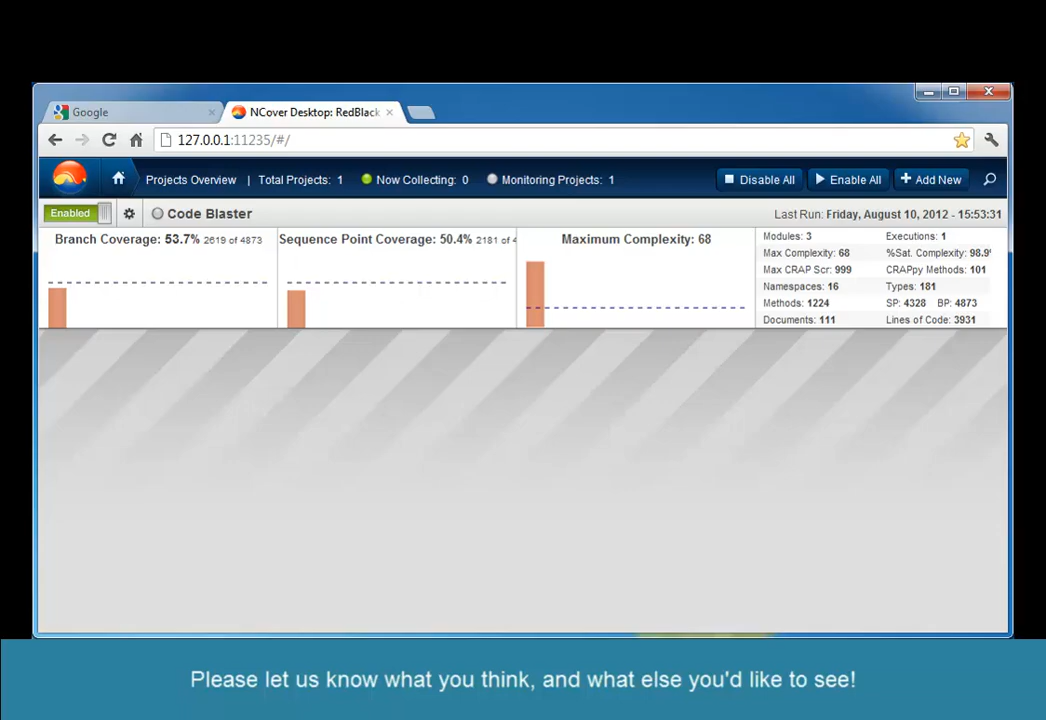 Google
NCover Desktop: RedBlack
127.0.0.1:11235/#/
Projects Overview | Total Projects: 1 Now Collecting: 0 Monitoring Projects: 1 Disable All Enable All Add New
Enabled Code Blaster Last Run: Friday, August 10, 2012 - 15:53:31
Branch Coverage: 53.7% 2619 of 4873
Sequence Point Coverage: 50.4% 2181 of 4
Maximum Complexity: 68
Modules: 3 Executions: 1
Max Complexity: 68 %Sat. Complexity: 98.9
Max CRAP Scr: 999 CRAPpy Methods: 101
Namespaces: 16 Types: 181
Methods: 1224 SP: 4328 BP: 4873
Documents: 111 Lines of Code: 3931
Please let us know what you think, and what else you'd like to see!